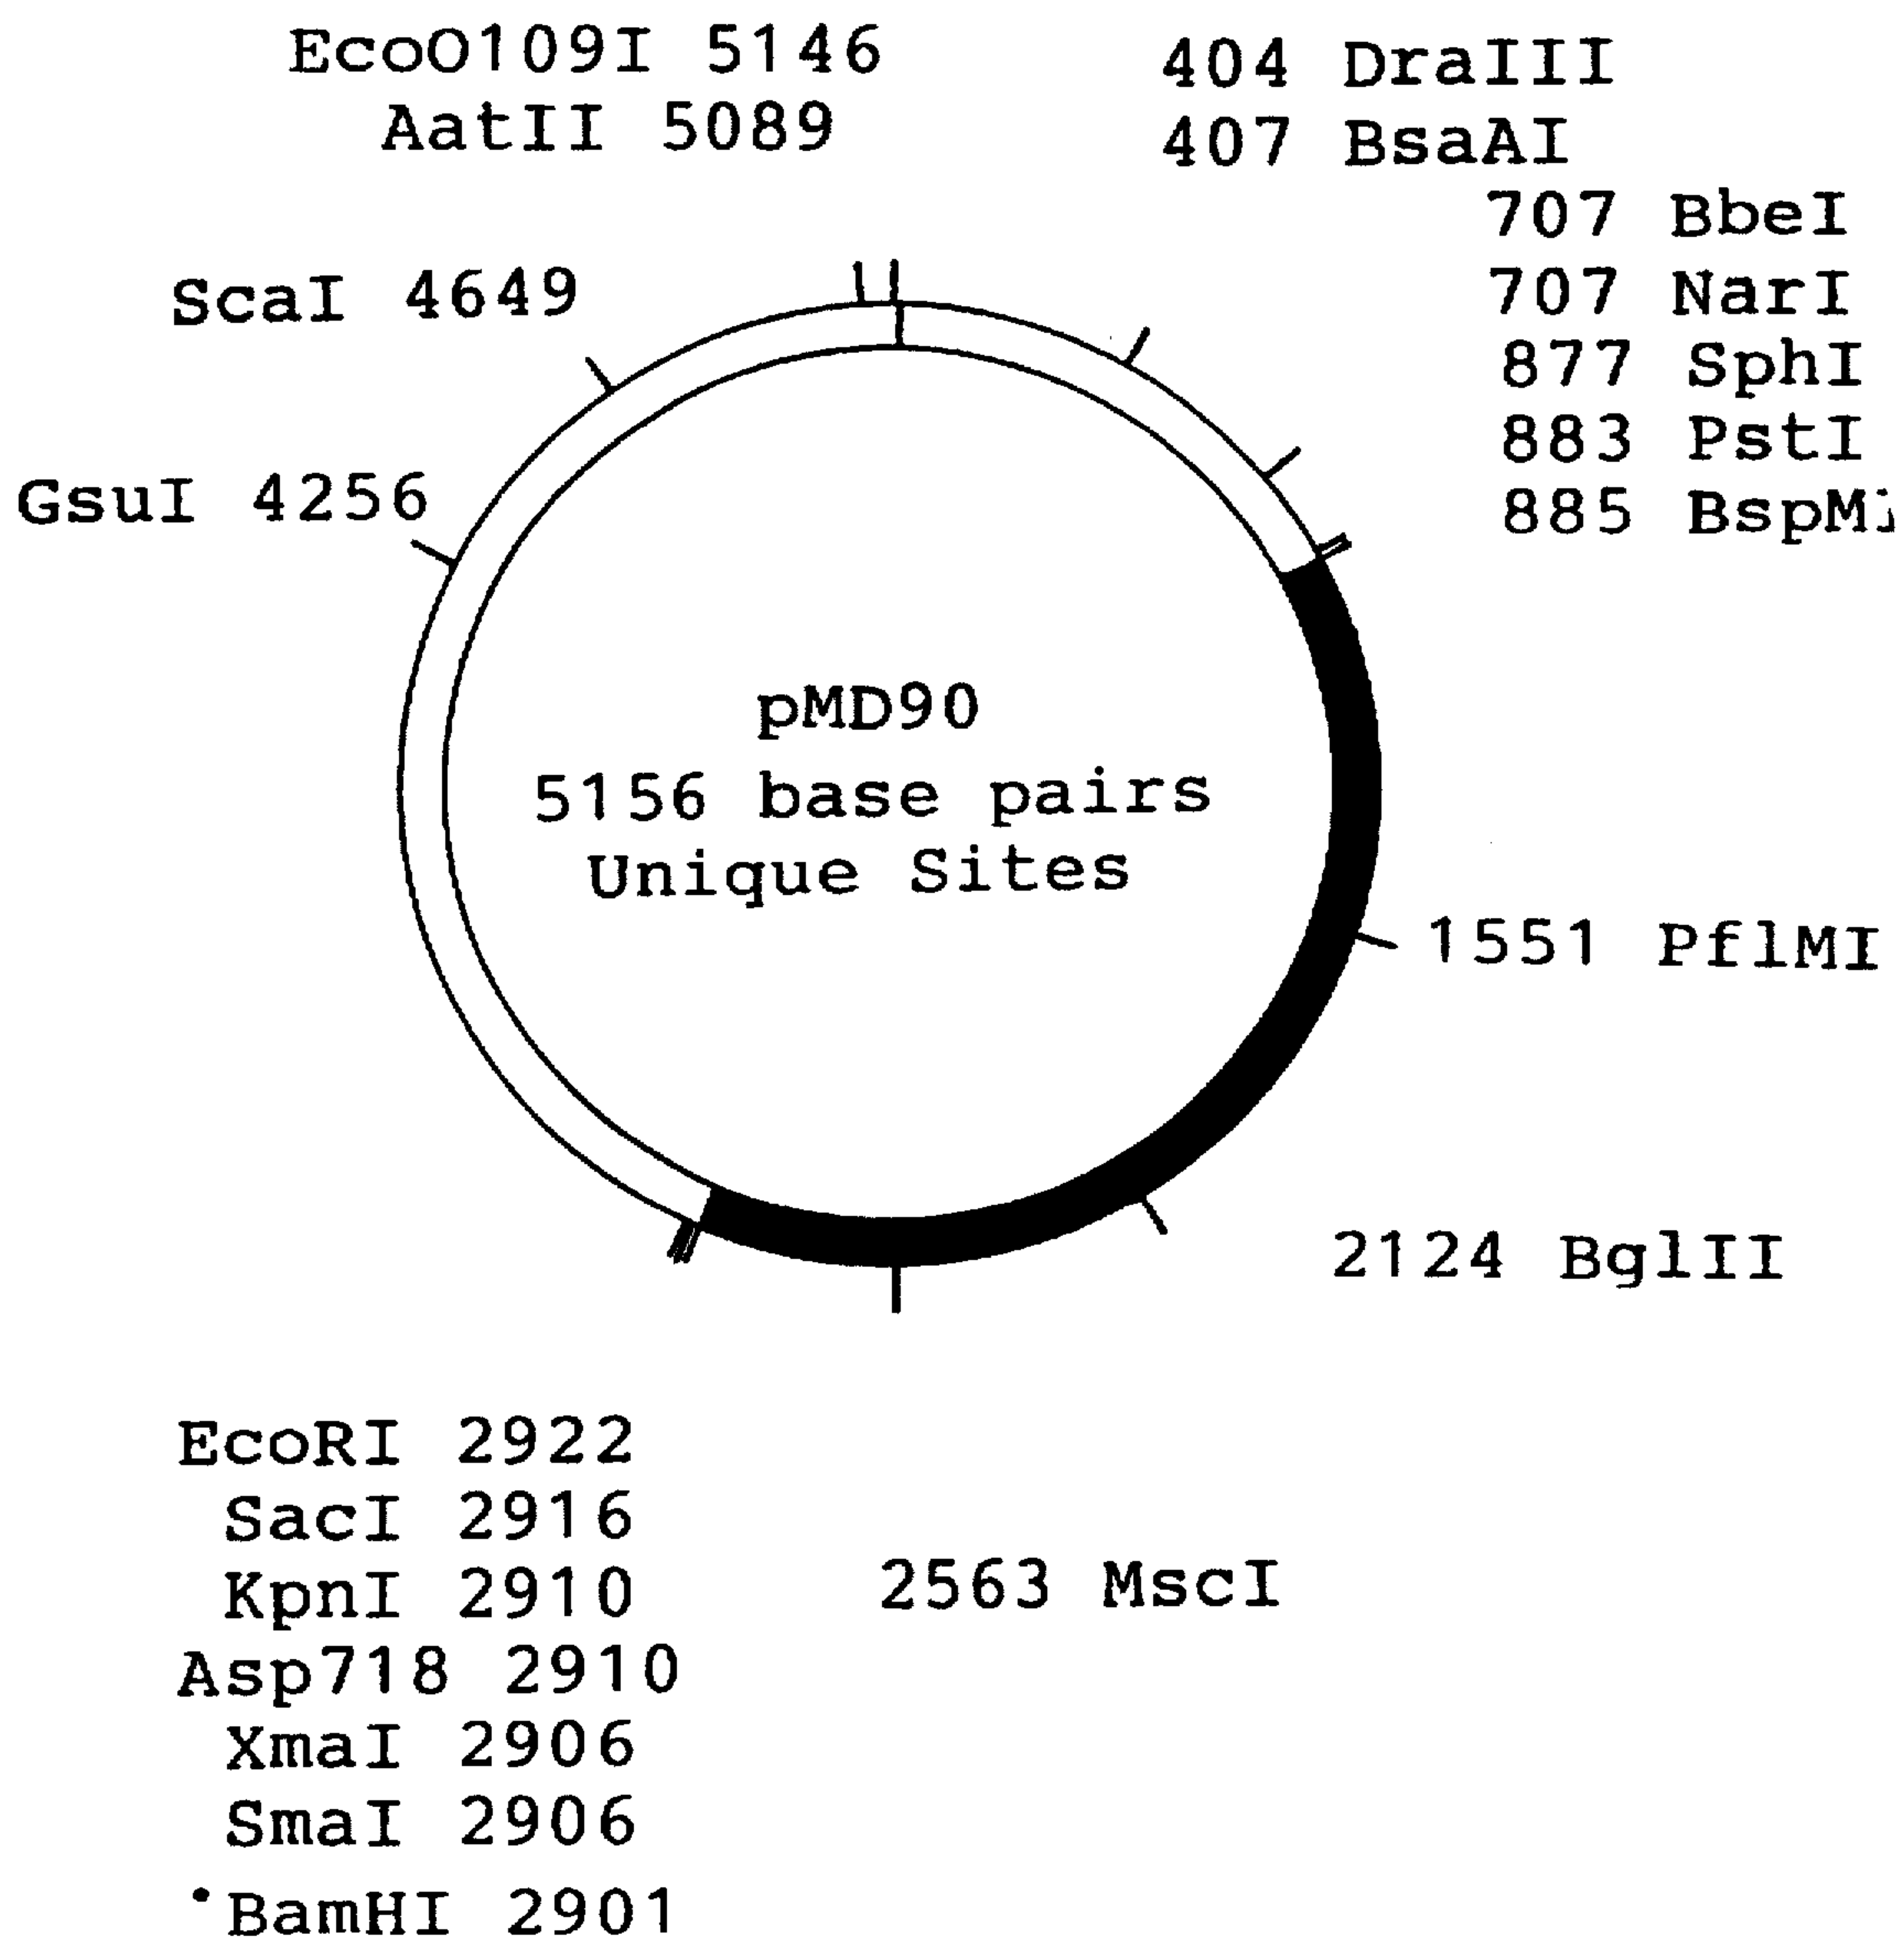 EcoO109I 5146
AatII 5089
404 DraIII
407 BsaAI
707 BbeI
707 NarI
877 SphI
883 PstI
885
ScaI 4649
GsuI 4256
pMD90
5156 base pairs
Unique Sites
1551 PflMI
2124 BglII
EcoRI 2922
SacI 2916
KpnI 2910
Asp718 2910
XmaI 2906
SmaI 2906
BamHI 2901
2563 MscI